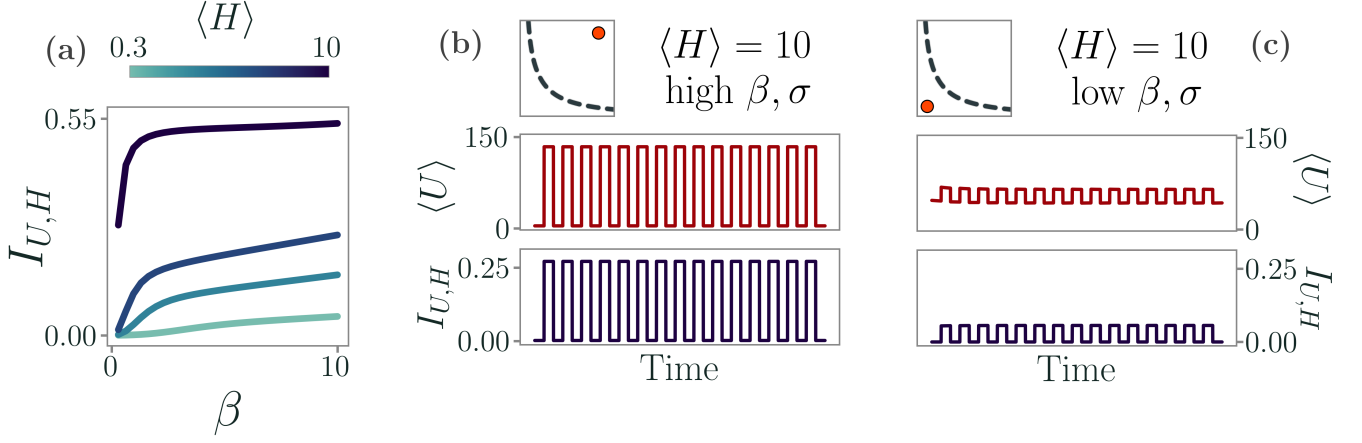 (a)
⟨H⟩
0.3 10
0.55
I_{U,H}
0.00
0 10
β
(b)
⟨H⟩ = 10
high β, σ
150
⟨U⟩
0
0.25
I_{U,H}
0.00
Time
⟨H⟩ = 10
low β, σ
(c)
150
⟨U⟩
0
0.25
I_{U,H}
0.00
Time